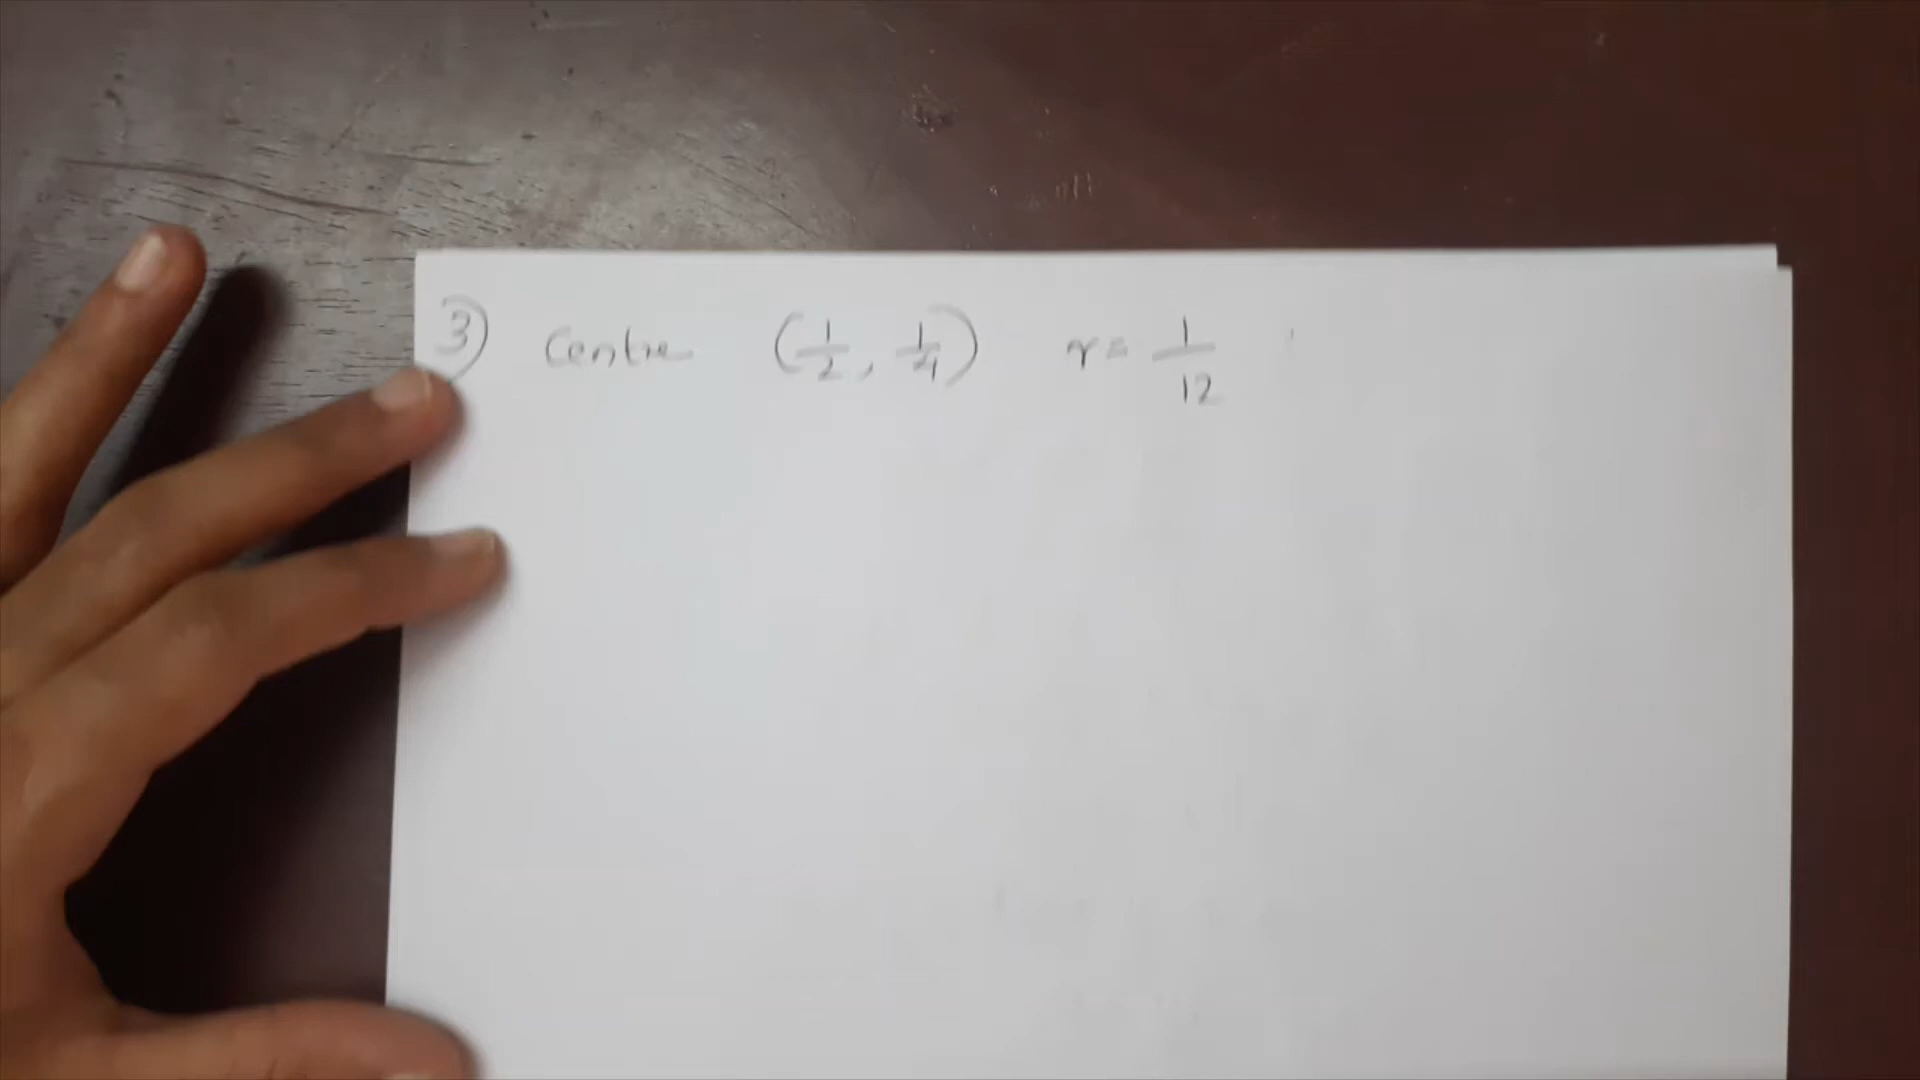 3) Centre (1/2, 1/4) r = 1/12